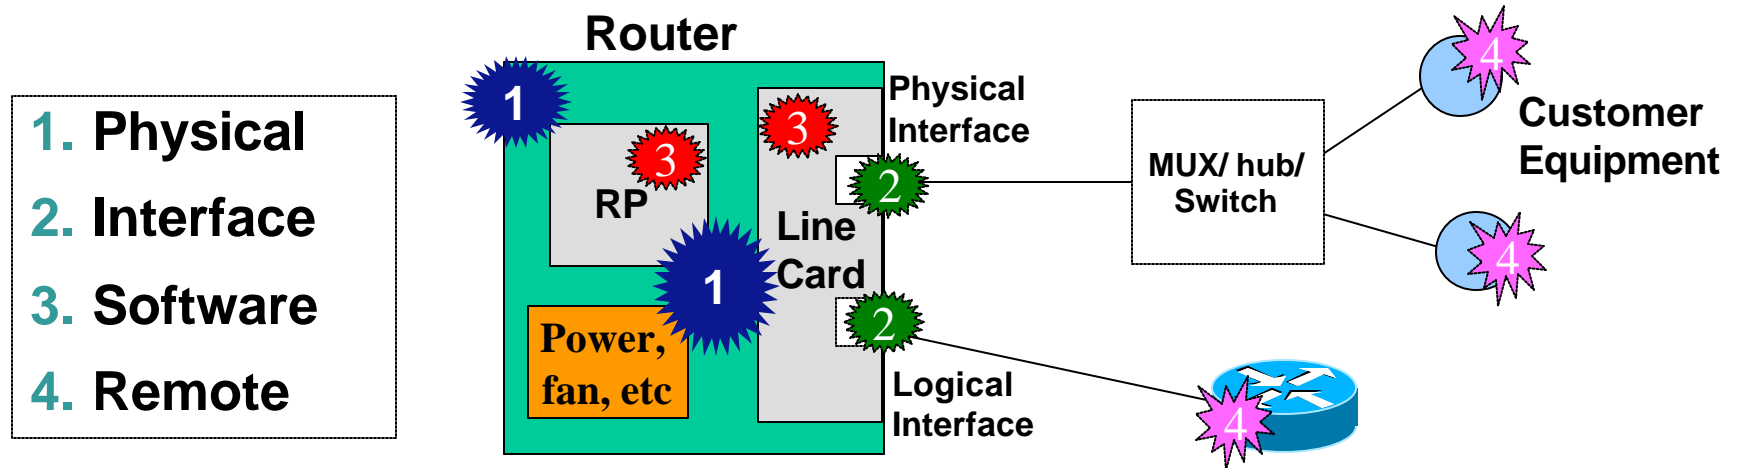 Router
1. Physical
2. Interface
3. Software
4. Remote
1
3
RP
1
Power,
fan, etc
3
Line
Card
Physical
Interface
2
2
Logical
Interface
MUX/ hub/
Switch
4
Customer
Equipment
4
4